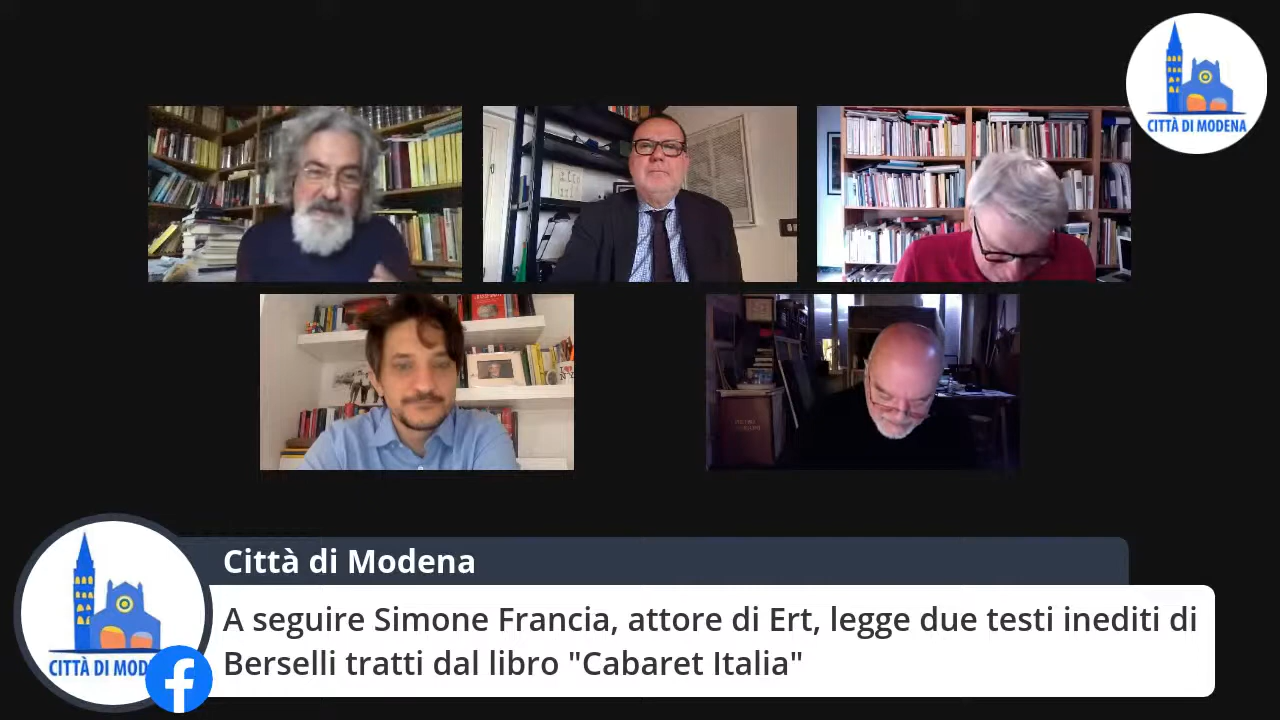 CITTÀ DI MODENA
Città di Modena
A seguire Simone Francia, attore di Ert, legge due testi inediti di
Berselli tratti dal libro "Cabaret Italia"
CITTÀ DI MOD